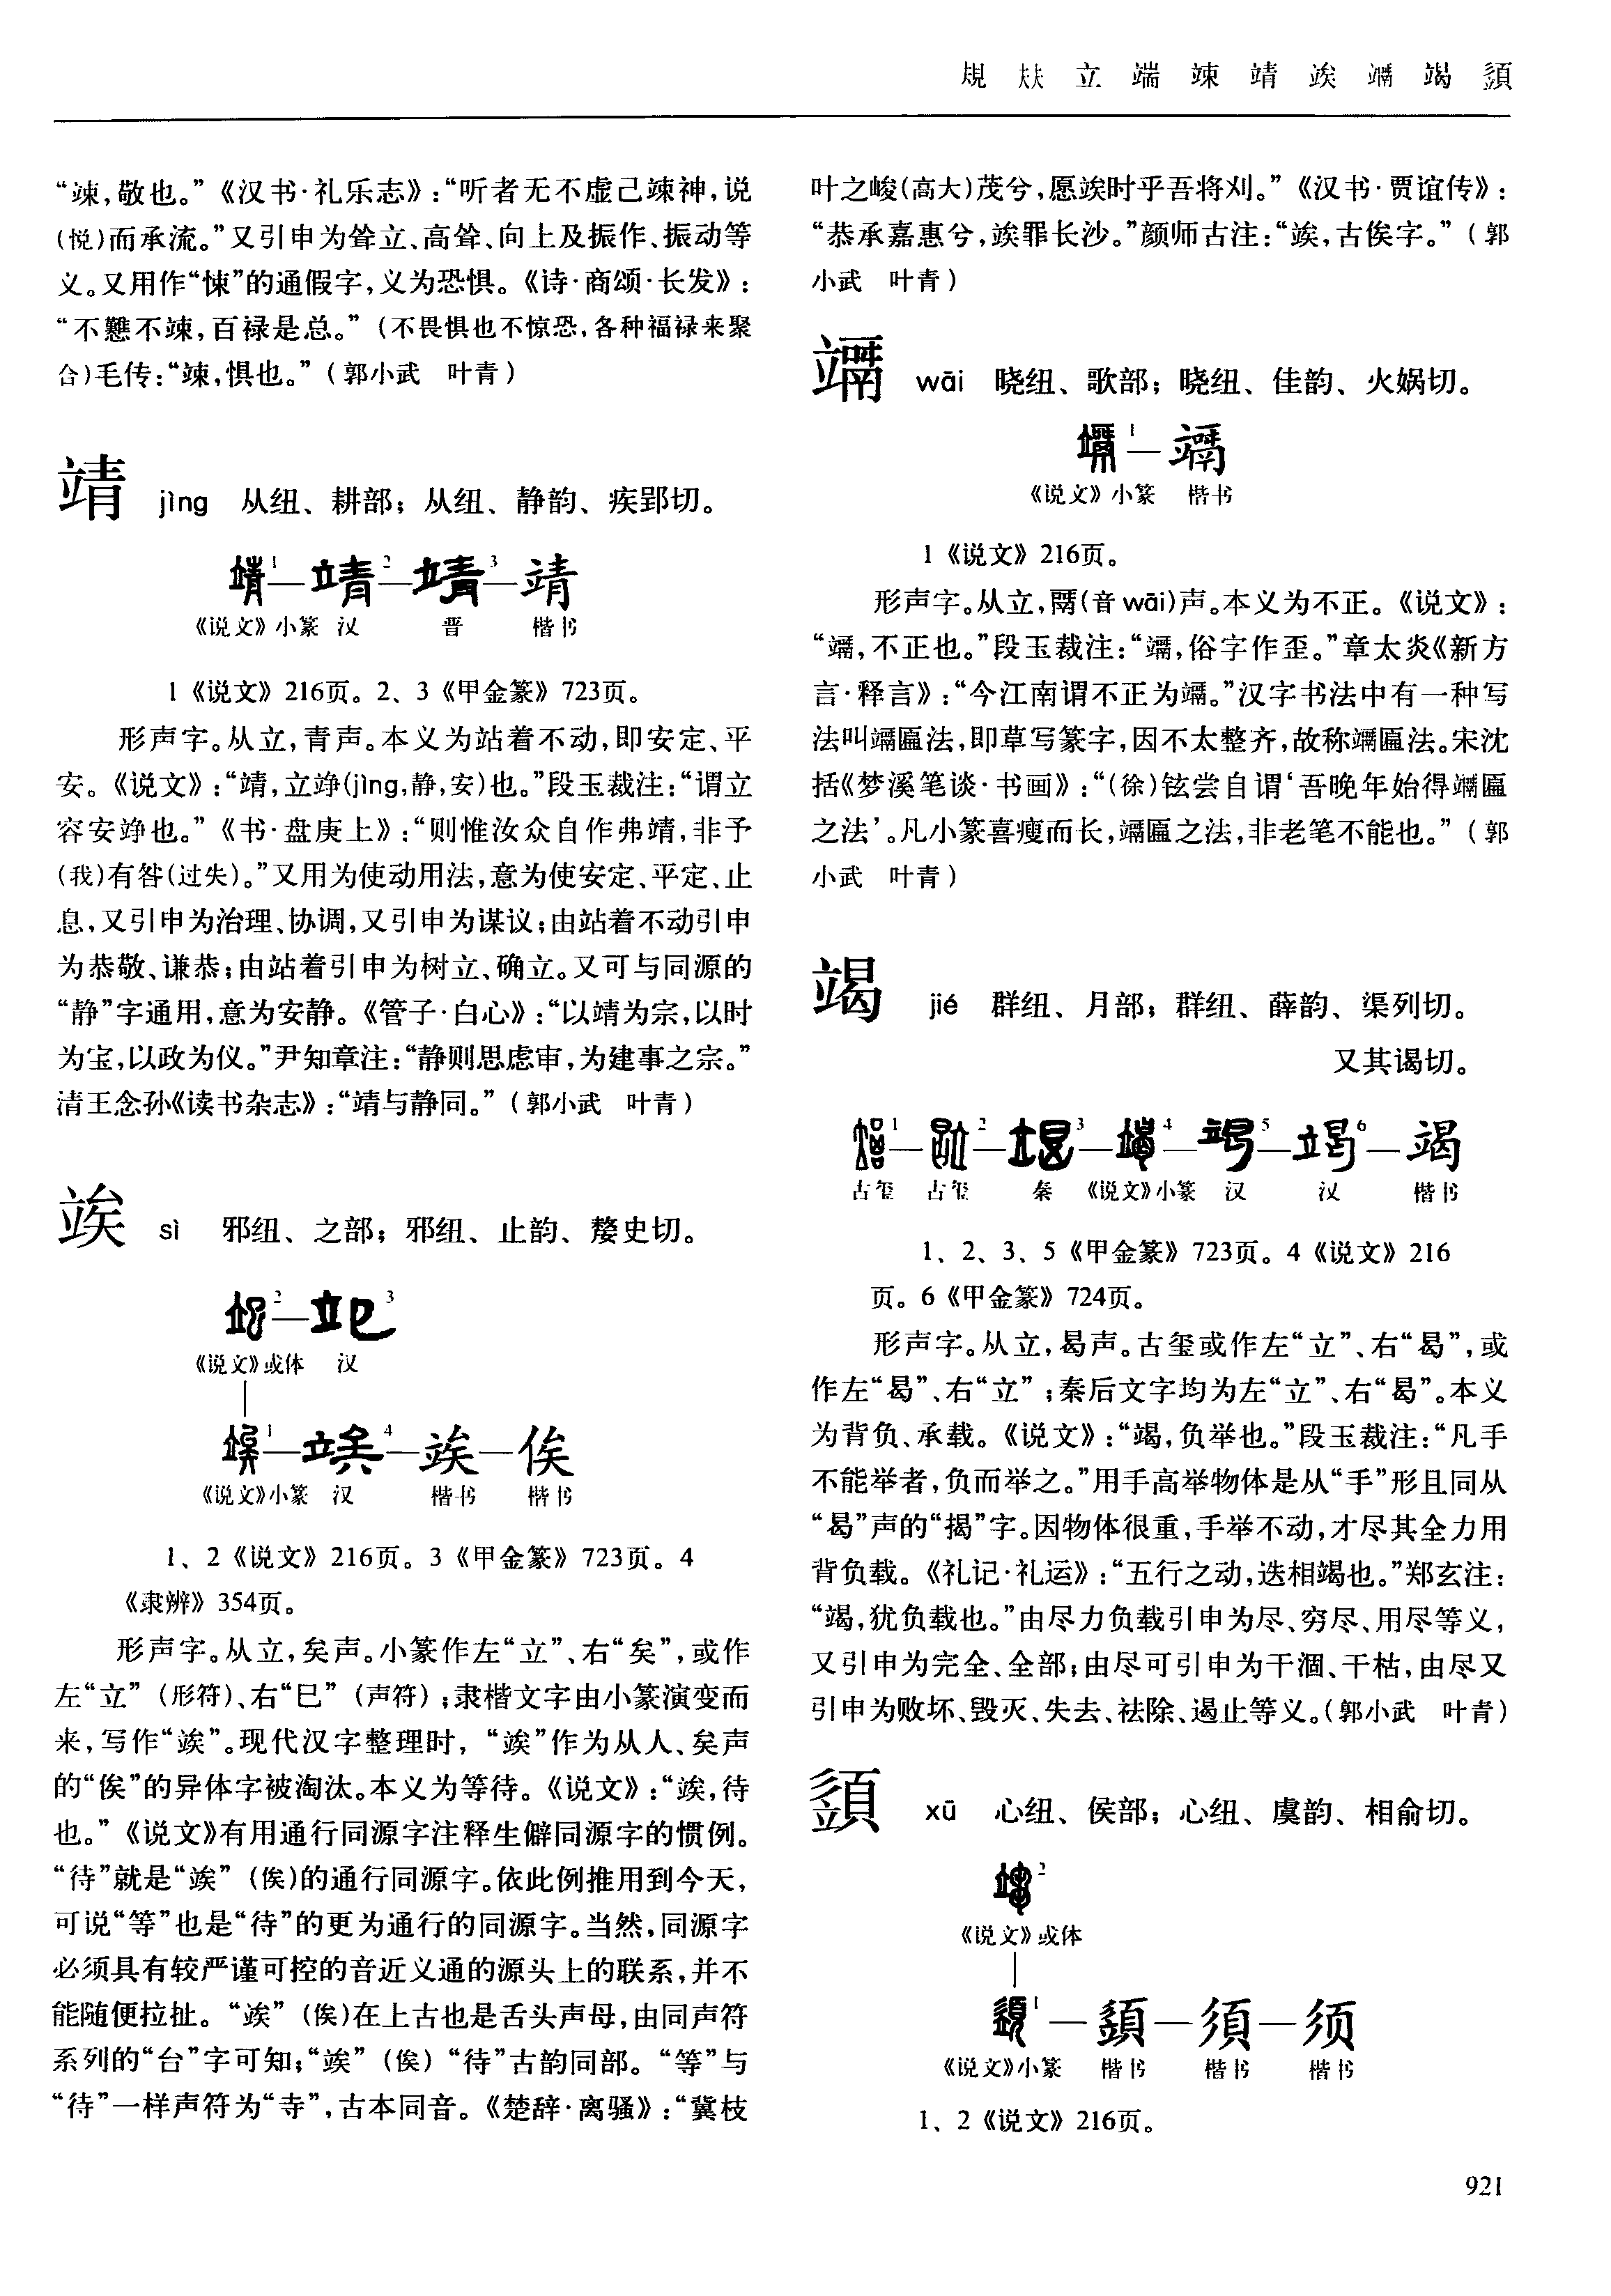 規 㚘 立 端 竦 靖 竢 竵 竭 䇓
“竦,敬也。”《汉书·礼乐志》:“听者无不虚己竦神,说
(悦)而承流。”又引申为耸立、高耸、向上及振作、振动等
义。又用作“悚”的通假字,义为恐惧。《诗·商颂·长发》:
“不戁不竦,百禄是总。”(不畏惧也不惊恐,各种福禄来聚
合)毛传:“竦,惧也。”(郭小武 叶青)
靖 jìng 从纽、耕部;从纽、静韵、疾郢切。
靖1—靖2—靖3—靖
《说文》小篆 汉 晋 楷书
1《说文》216页。2、3《甲金篆》723页。
形声字。从立,青声。本义为站着不动,即安定、平
安。《说文》:“靖,立竫(jìng,静,安)也。”段玉裁注:“谓立
容安竫也。”《书·盘庚上》:“则惟汝众自作弗靖,非予
(我)有咎(过失)。”又用为使动用法,意为使安定、平定、止
息,又引申为治理、协调,又引申为谋议;由站着不动引申
为恭敬、谦恭;由站着引申为树立、确立。又可与同源的
“静”字通用,意为安静。《管子·白心》:“以靖为宗,以时
为宝,以政为仪。”尹知章注:“静则思虑审,为建事之宗。”
清王念孙《读书杂志》:“靖与静同。”(郭小武 叶青)
竢 sì 邪纽、之部;邪纽、止韵、漦史切。
2—3
《说文》或体 汉
竢1—竢4—竢—俟
《说文》小篆 汉 楷书 楷书
1、2《说文》216页。3《甲金篆》723页。4
《隶辨》354页。
形声字。从立,矣声。小篆作左“立”、右“矣”,或作
左“立”(形符)、右“巳”(声符);隶楷文字由小篆演变而
来,写作“竢”。现代汉字整理时,“竢”作为从人、矣声
的“俟”的异体字被淘汰。本义为等待。《说文》:“竢,待
也。”《说文》有用通行同源字注释生僻同源字的惯例。
“待”就是“竢”(俟)的通行同源字。依此例推用到今天,
可说“等”也是“待”的更为通行的同源字。当然,同源字
必须具有较严谨可控的音近义通的源头上的联系,并不
能随便拉扯。“竢”(俟)在上古也是舌头声母,由同声符
系列的“台”字可知;“竢”(俟)“待”古韵同部。“等”与
“待”一样声符为“寺”,古本同音。《楚辞·离骚》:“冀枝
叶之峻(高大)茂兮,愿竢时乎吾将刈。”《汉书·贾谊传》:
“恭承嘉惠兮,竢罪长沙。”颜师古注:“竢,古俟字。”(郭
小武 叶青)
竵 wāi 晓纽、歌部;晓纽、佳韵、火娲切。
竵1—竵
《说文》小篆 楷书
1《说文》216页。
形声字。从立,䙷(音wāi)声。本义为不正。《说文》:
“竵,不正也。”段玉裁注:“竵,俗字作歪。”章太炎《新方
言·释言》:“今江南谓不正为竵。”汉字书法中有一种写
法叫竵匾法,即草写篆字,因不太整齐,故称竵匾法。宋沈
括《梦溪笔谈·书画》:“(徐)铉尝自谓‘吾晚年始得竵匾
之法’。凡小篆喜瘦而长,竵匾之法,非老笔不能也。”(郭
小武 叶青)
竭 jié 群纽、月部;群纽、薛韵、渠列切。
又其谒切。
竭1—竭2—竭3—竭4—竭5—竭6—竭
古玺 古玺 秦 《说文》小篆 汉 汉 楷书
1、2、3、5《甲金篆》723页。4《说文》216
页。6《甲金篆》724页。
形声字。从立,曷声。古玺或作左“立”、右“曷”,或
作左“曷”、右“立”;秦后文字均为左“立”、右“曷”。本义
为背负、承载。《说文》:“竭,负举也。”段玉裁注:“凡手
不能举者,负而举之。”用手高举物体是从“手”形且同从
“曷”声的“揭”字。因物体很重,手举不动,才尽其全力用
背负载。《礼记·礼运》:“五行之动,迭相竭也。”郑玄注:
“竭,犹负载也。”由尽力负载引申为尽、穷尽、用尽等义,
又引申为完全、全部;由尽可引申为干涸、干枯,由尽又
引申为败坏、毁灭、失去、祛除、遏止等义。(郭小武 叶青)
䇓 xū 心纽、侯部;心纽、虞韵、相俞切。
2
《说文》或体
䇓1—䇓—須—须
《说文》小篆 楷书 楷书 楷书
1、2《说文》216页。
921